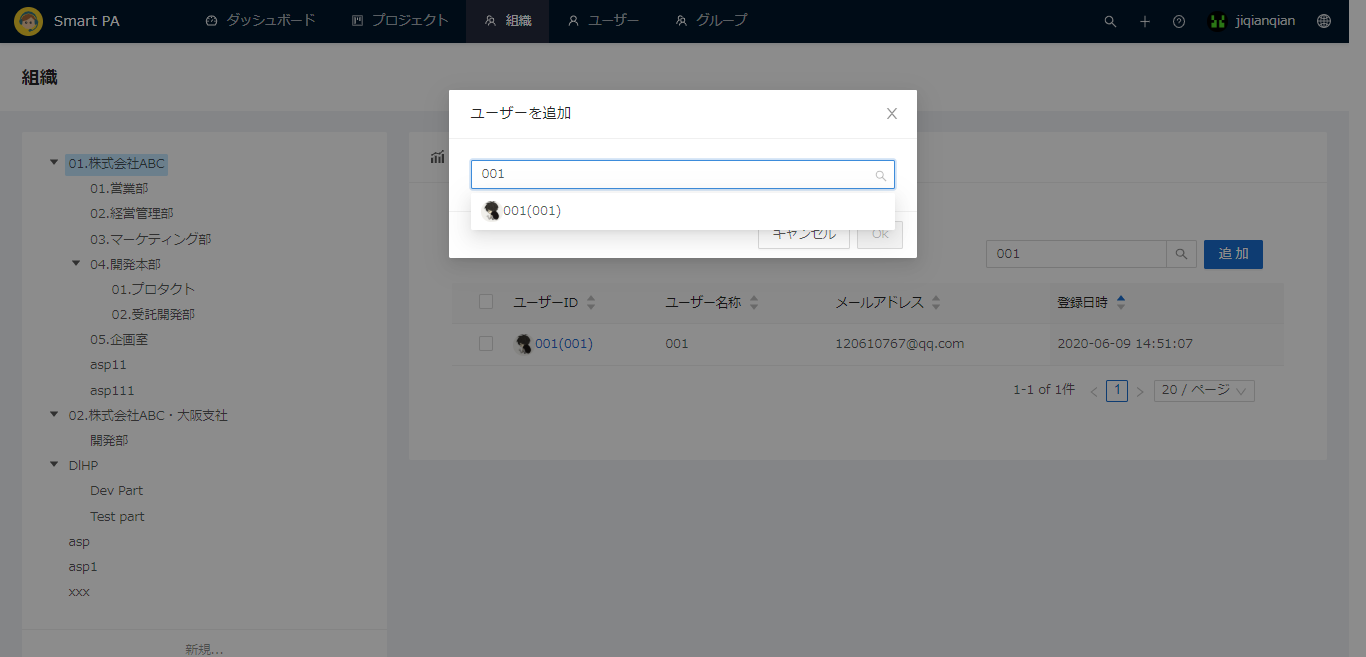 Smart PA ダッシュボード プロジェクト 組織 ユーザー グループ jiqianqian
組織
ユーザーを追加
001
001(001)
キャンセル OK
01.株式会社ABC
01.営業部
02.経営管理部
03.マーケティング部
04.開発本部
01.プロタクト
02.受託開発部
05.企画室
asp11
asp111
02.株式会社ABC・大阪支社
開発部
DIHP
Dev Part
Test part
asp
asp1
xxx
新規...
001 追加
ユーザーID ユーザー名称 メールアドレス 登録日時
001(001) 001 120610767@qq.com 2020-06-09 14:51:07
1-1 of 1件 1 20 / ページ